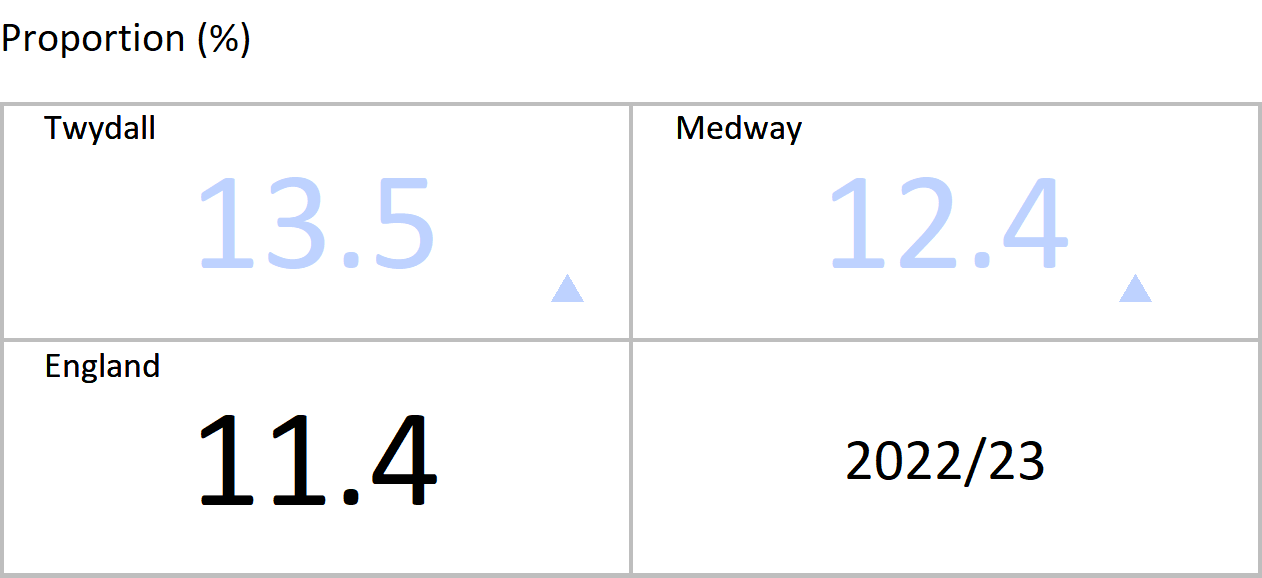 Proportion (%)
Twydall
13.5
▲
Medway
12.4
▲
England
11.4
2022/23